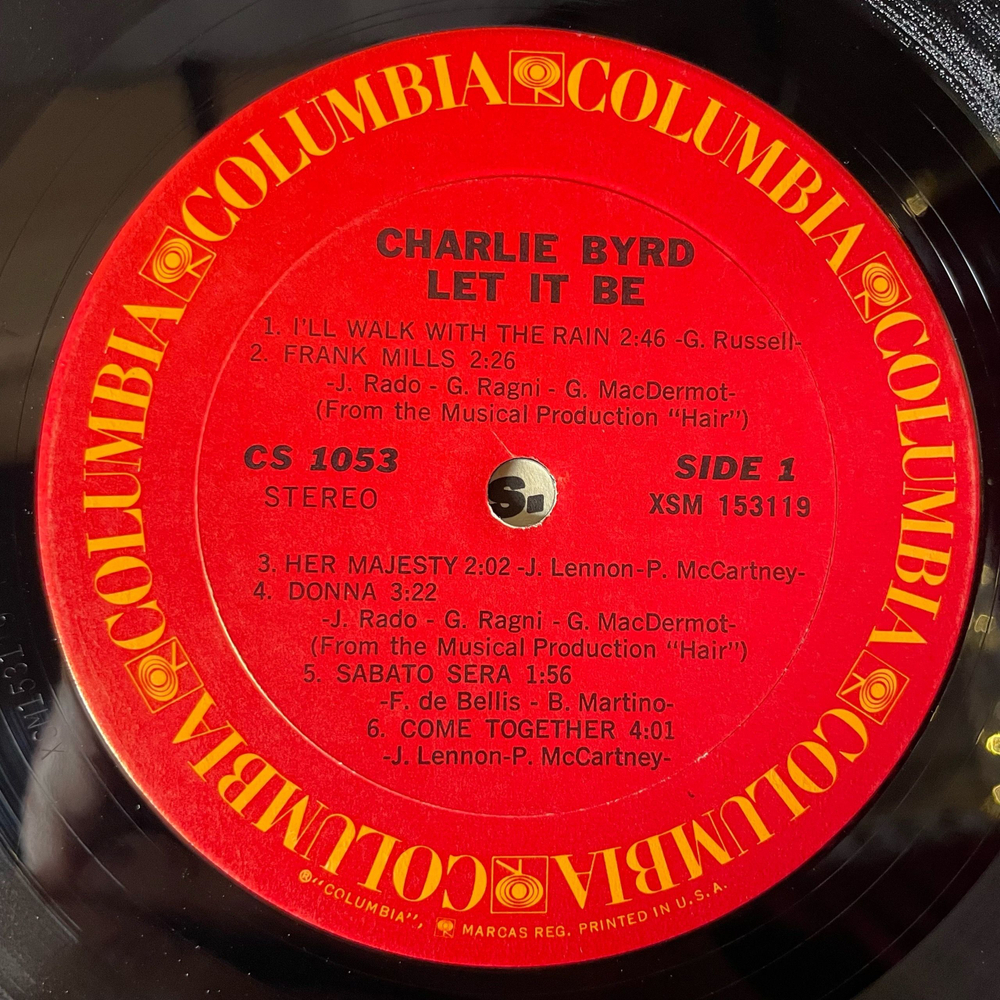 COLUMBIA COLUMBIA COLUMBIA COLUMBIA COLUMBIA COLUMBIA
CHARLIE BYRD
LET IT BE
1. I'LL WALK WITH THE RAIN 2:46 -G. Russell-
2. FRANK MILLS 2:26
-J. Rado - G. Ragni - G. MacDermot-
(From the Musical Production "Hair")
CS 1053
STEREO
S.
SIDE 1
XSM 153119
3. HER MAJESTY 2:02 -J. Lennon-P. McCartney-
4. DONNA 3:22
-J. Rado - G. Ragni - G. MacDermot-
(From the Musical Production "Hair")
5. SABATO SERA 1:56
-F. de Bellis - B. Martino-
6. COME TOGETHER 4:01
-J. Lennon-P. McCartney-
®"COLUMBIA", MARCAS REG. PRINTED IN U.S.A.